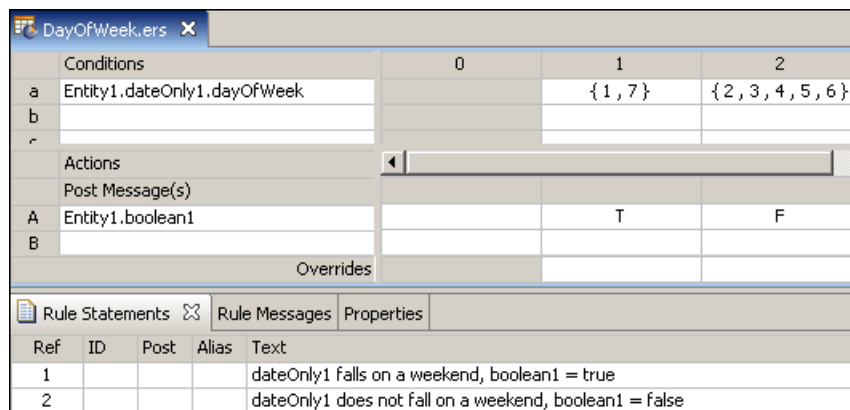 DayOfWeek.ers
Conditions 0 1 2
a Entity1.dateOnly1.dayOfWeek {1,7} {2,3,4,5,6}
b
Actions
Post Message(s)
A Entity1.boolean1 T F
B
Overrides
Rule Statements Rule Messages Properties
Ref ID Post Alias Text
1 dateOnly1 falls on a weekend, boolean1 = true
2 dateOnly1 does not fall on a weekend, boolean1 = false